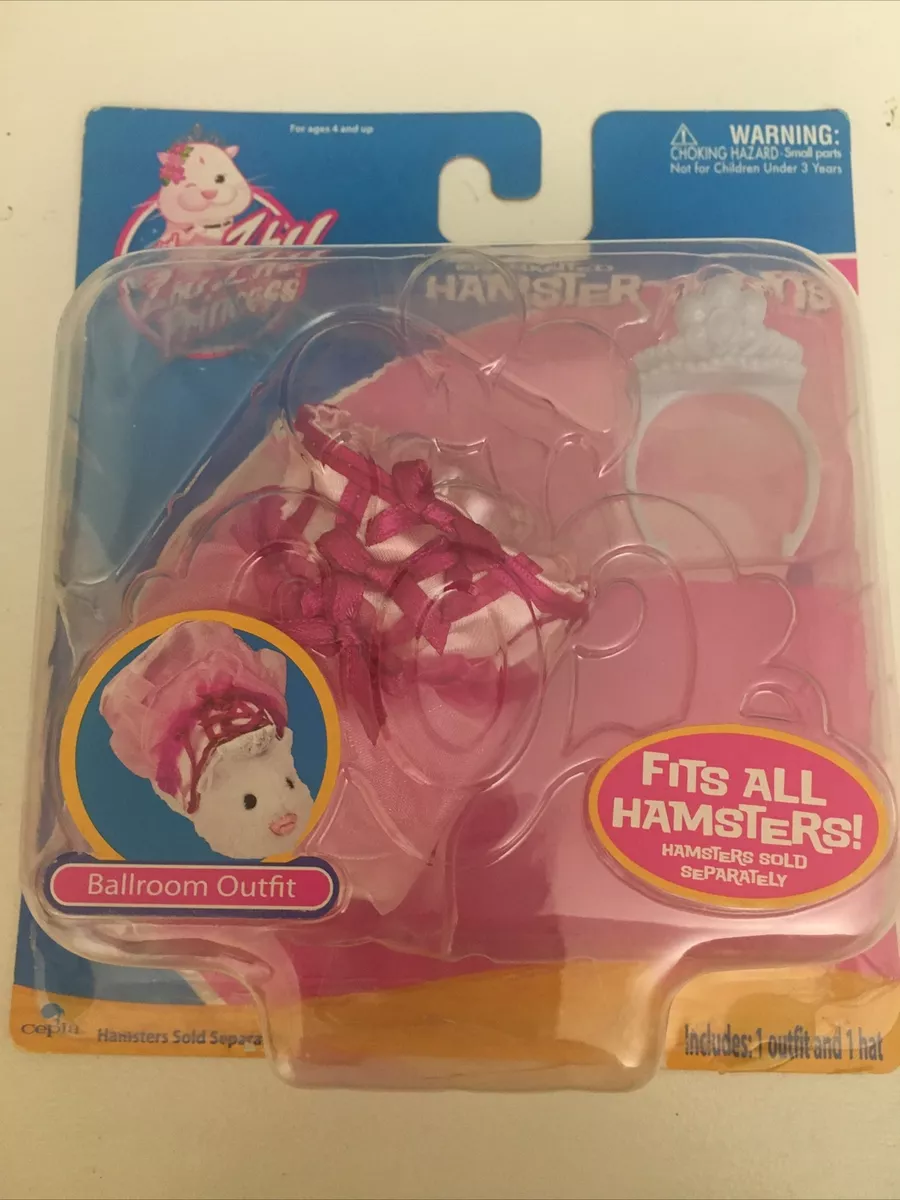 For ages 4 and up
WARNING:
CHOKING HAZARD - Small parts
Not for Children Under 3 Years
PRINCESS
HAMSTER
Ballroom Outfit
FITS ALL
HAMSTERS!
HAMSTERS SOLD
SEPARATELY
cepia
Hamsters Sold Separa
Includes: 1 outfit and 1 hat